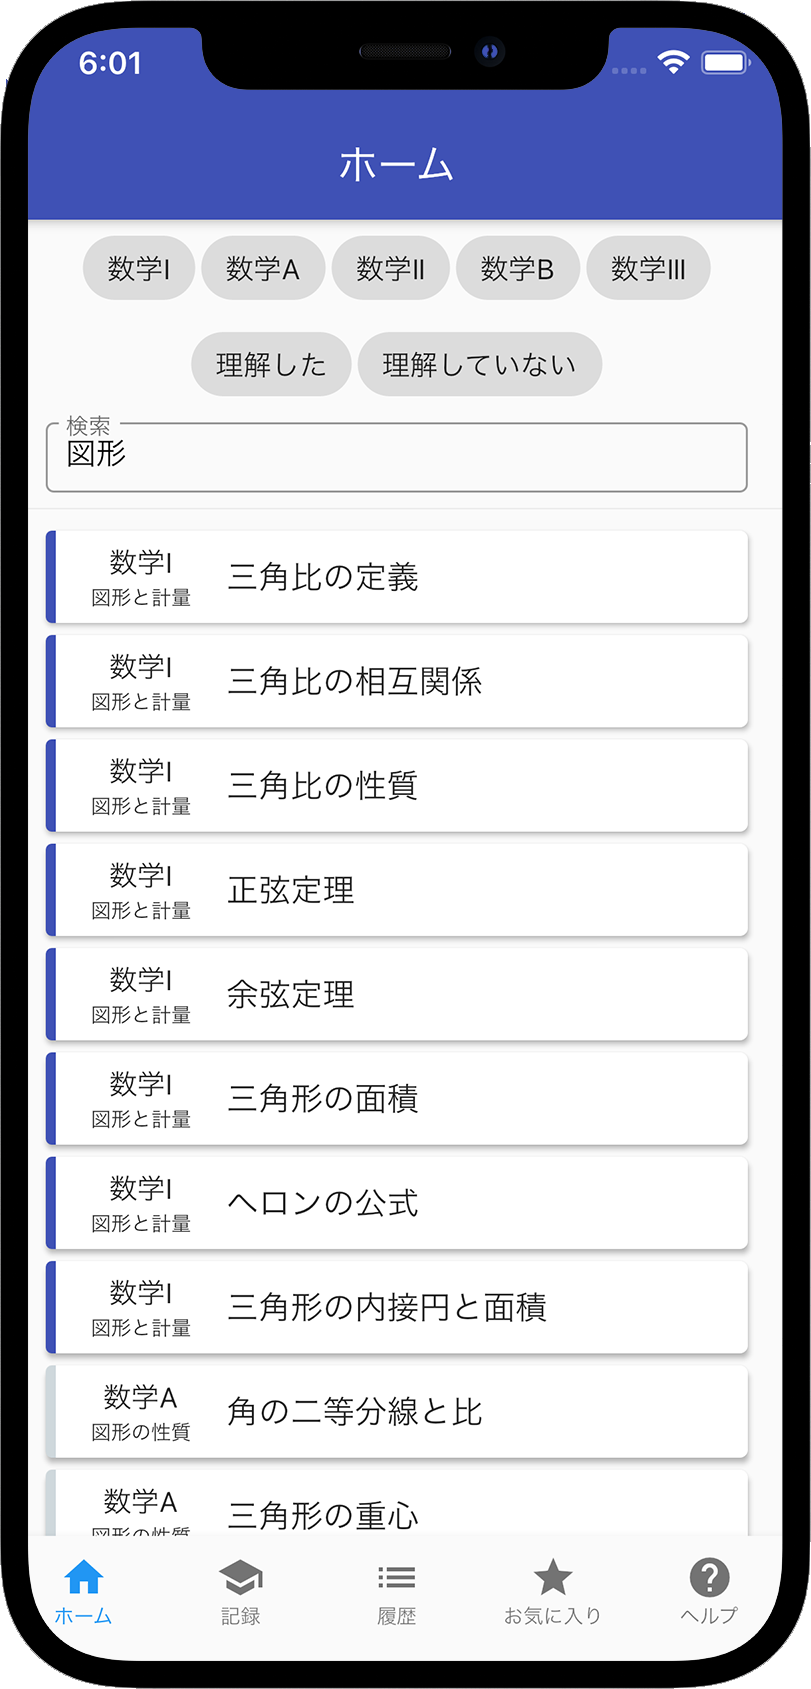 6:01
ホーム
数学I 数学A 数学II 数学B 数学III
理解した 理解していない
検索
図形
数学I
図形と計量
三角比の定義
数学I
図形と計量
三角比の相互関係
数学I
図形と計量
三角比の性質
数学I
図形と計量
正弦定理
数学I
図形と計量
余弦定理
数学I
図形と計量
三角形の面積
数学I
図形と計量
ヘロンの公式
数学I
図形と計量
三角形の内接円と面積
数学A
図形の性質
角の二等分線と比
数学A
図形の性質
三角形の重心
ホーム 記録 履歴 お気に入り ヘルプ